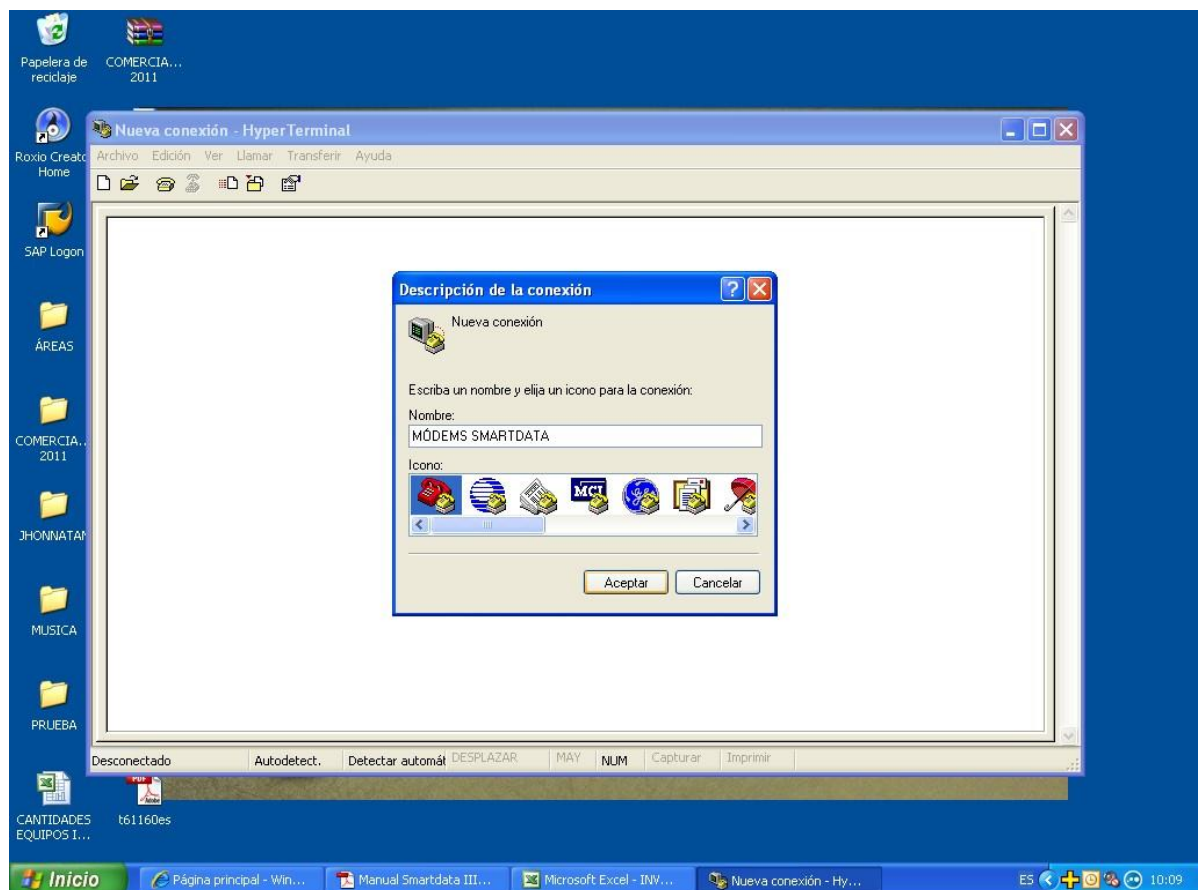 Papelera de
reciclaje
COMERCIA...
2011
Roxio Creato
Home
SAP Logon
ÁREAS
COMERCIA..
2011
JHONNATAN
MUSICA
PRUEBA
CANTIDADES
EQUIPOS I...
t61160es
Nueva conexión - HyperTerminal
Archivo Edición Ver Llamar Transferir Ayuda
Descripción de la conexión
Nueva conexión
Escriba un nombre y elija un icono para la conexión:
Nombre:
MÓDEMS SMARTDATA
Icono:
MCI
Aceptar Cancelar
Desconectado Autodetect. Detectar automát DESPLAZAR MAY NUM Capturar Imprimir
Inicio Página principal - Win... Manual Smartdata III... Microsoft Excel - INV... Nueva conexión - Hy... ES 10:09